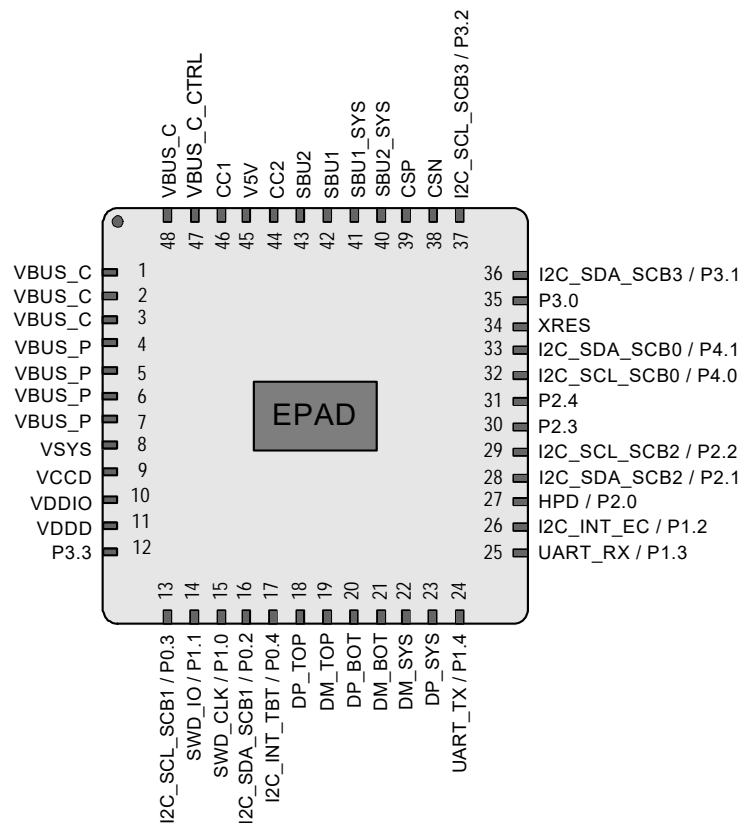 VBUS_C
VBUS_C_CTRL
CC1
V5V
CC2
SBU2
SBU1
SBU1_SYS
SBU2_SYS
CSP
CSN
I2C_SCL_SCB3 / P3.2
48
47
46
45
44
43
42
41
40
39
38
37
VBUS_C 1
VBUS_C 2
VBUS_C 3
VBUS_P 4
VBUS_P 5
VBUS_P 6
VBUS_P 7
VSYS 8
VCCD 9
VDDIO 10
VDDD 11
P3.3 12
EPAD
36 I2C_SDA_SCB3 / P3.1
35 P3.0
34 XRES
33 I2C_SDA_SCB0 / P4.1
32 I2C_SCL_SCB0 / P4.0
31 P2.4
30 P2.3
29 I2C_SCL_SCB2 / P2.2
28 I2C_SDA_SCB2 / P2.1
27 HPD / P2.0
26 I2C_INT_EC / P1.2
25 UART_RX / P1.3
13
14
15
16
17
18
19
20
21
22
23
24
I2C_SCL_SCB1 / P0.3
SWD_IO / P1.1
SWD_CLK / P1.0
I2C_SDA_SCB1 / P0.2
I2C_INT_TBT / P0.4
DP_TOP
DM_TOP
DP_BOT
DM_BOT
DM_SYS
DP_SYS
UART_TX / P1.4